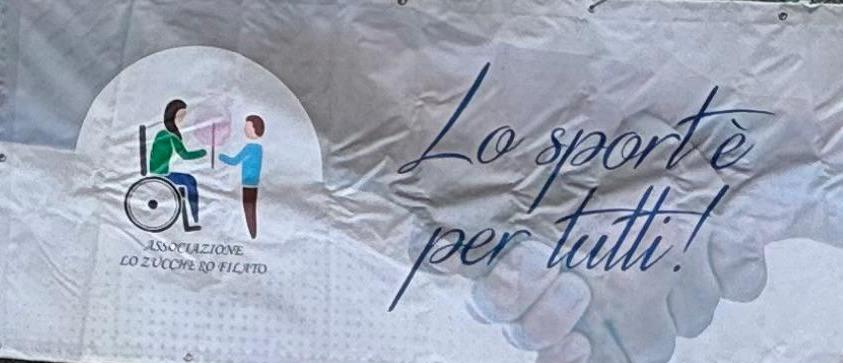 ASSOCIAZIONE
LO ZUCCHERO FILATO
Lo sport è
per tutti!